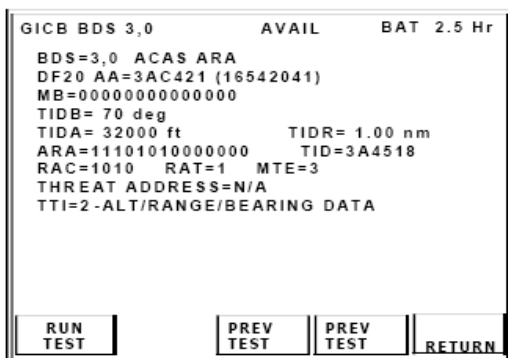 GICB BDS 3,0 AVAIL BAT 2.5 Hr
BDS=3,0 ACAS ARA
DF20 AA=3AC421 (16542041)
MB=00000000000000
TIDB= 70 deg
TIDA= 32000 ft TIDR= 1.00 nm
ARA=11101010000000 TID=3A4518
RAC=1010 RAT=1 MTE=3
THREAT ADDRESS=N/A
TTI=2-ALT/RANGE/BEARING DATA
RUN TEST
PREV TEST
PREV TEST
RETURN